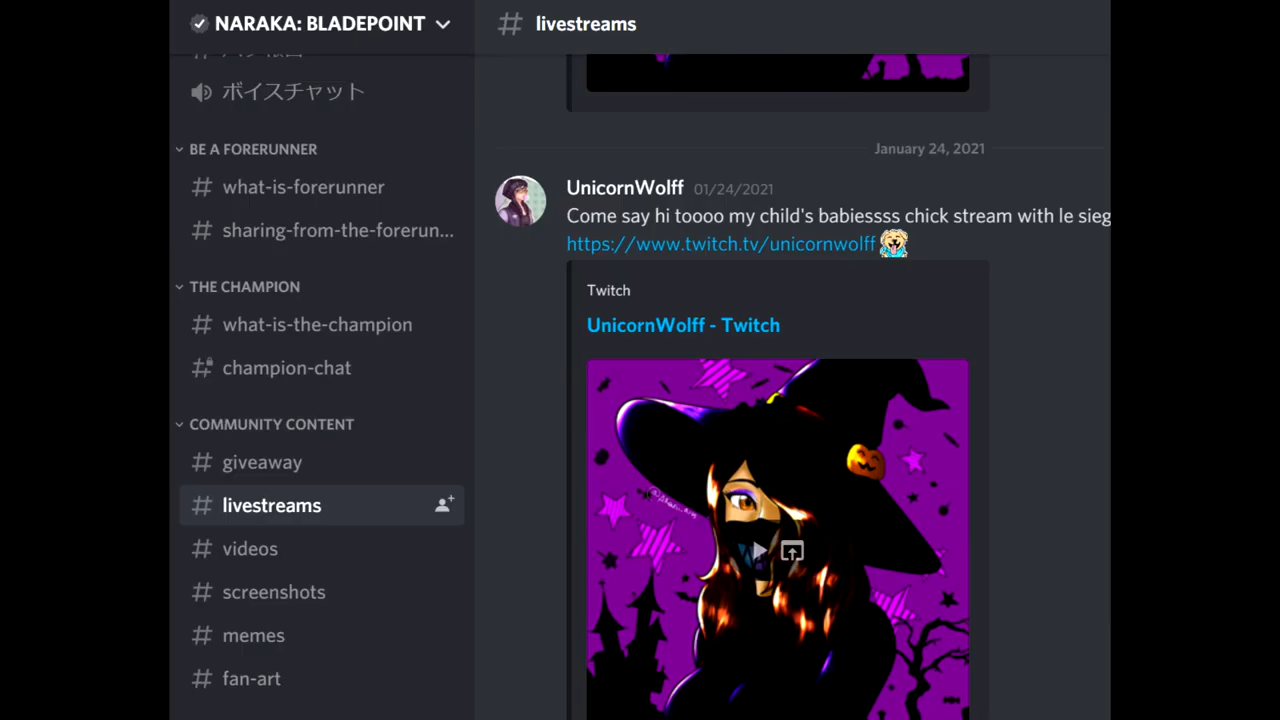 NARAKA: BLADEPOINT
ボイスチャット
BE A FORERUNNER
what-is-forerunner
sharing-from-the-forerun...
THE CHAMPION
what-is-the-champion
champion-chat
COMMUNITY CONTENT
giveaway
livestreams
videos
screenshots
memes
fan-art
livestreams
January 24, 2021
UnicornWolff 01/24/2021
Come say hi toooo my child's babiessss chick stream with le sieg
https://www.twitch.tv/unicornwolff
Twitch
UnicornWolff - Twitch